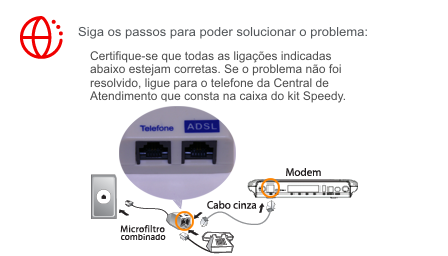 Siga os passos para poder solucionar o problema:
Certifique-se que todas as ligações indicadas
abaixo estejam corretas. Se o problema não foi
resolvido, ligue para o telefone da Central de
Atendimento que consta na caixa do kit Speedy.
Telefone ADSL
Modem
Cabo cinza
Microfiltro
combinado